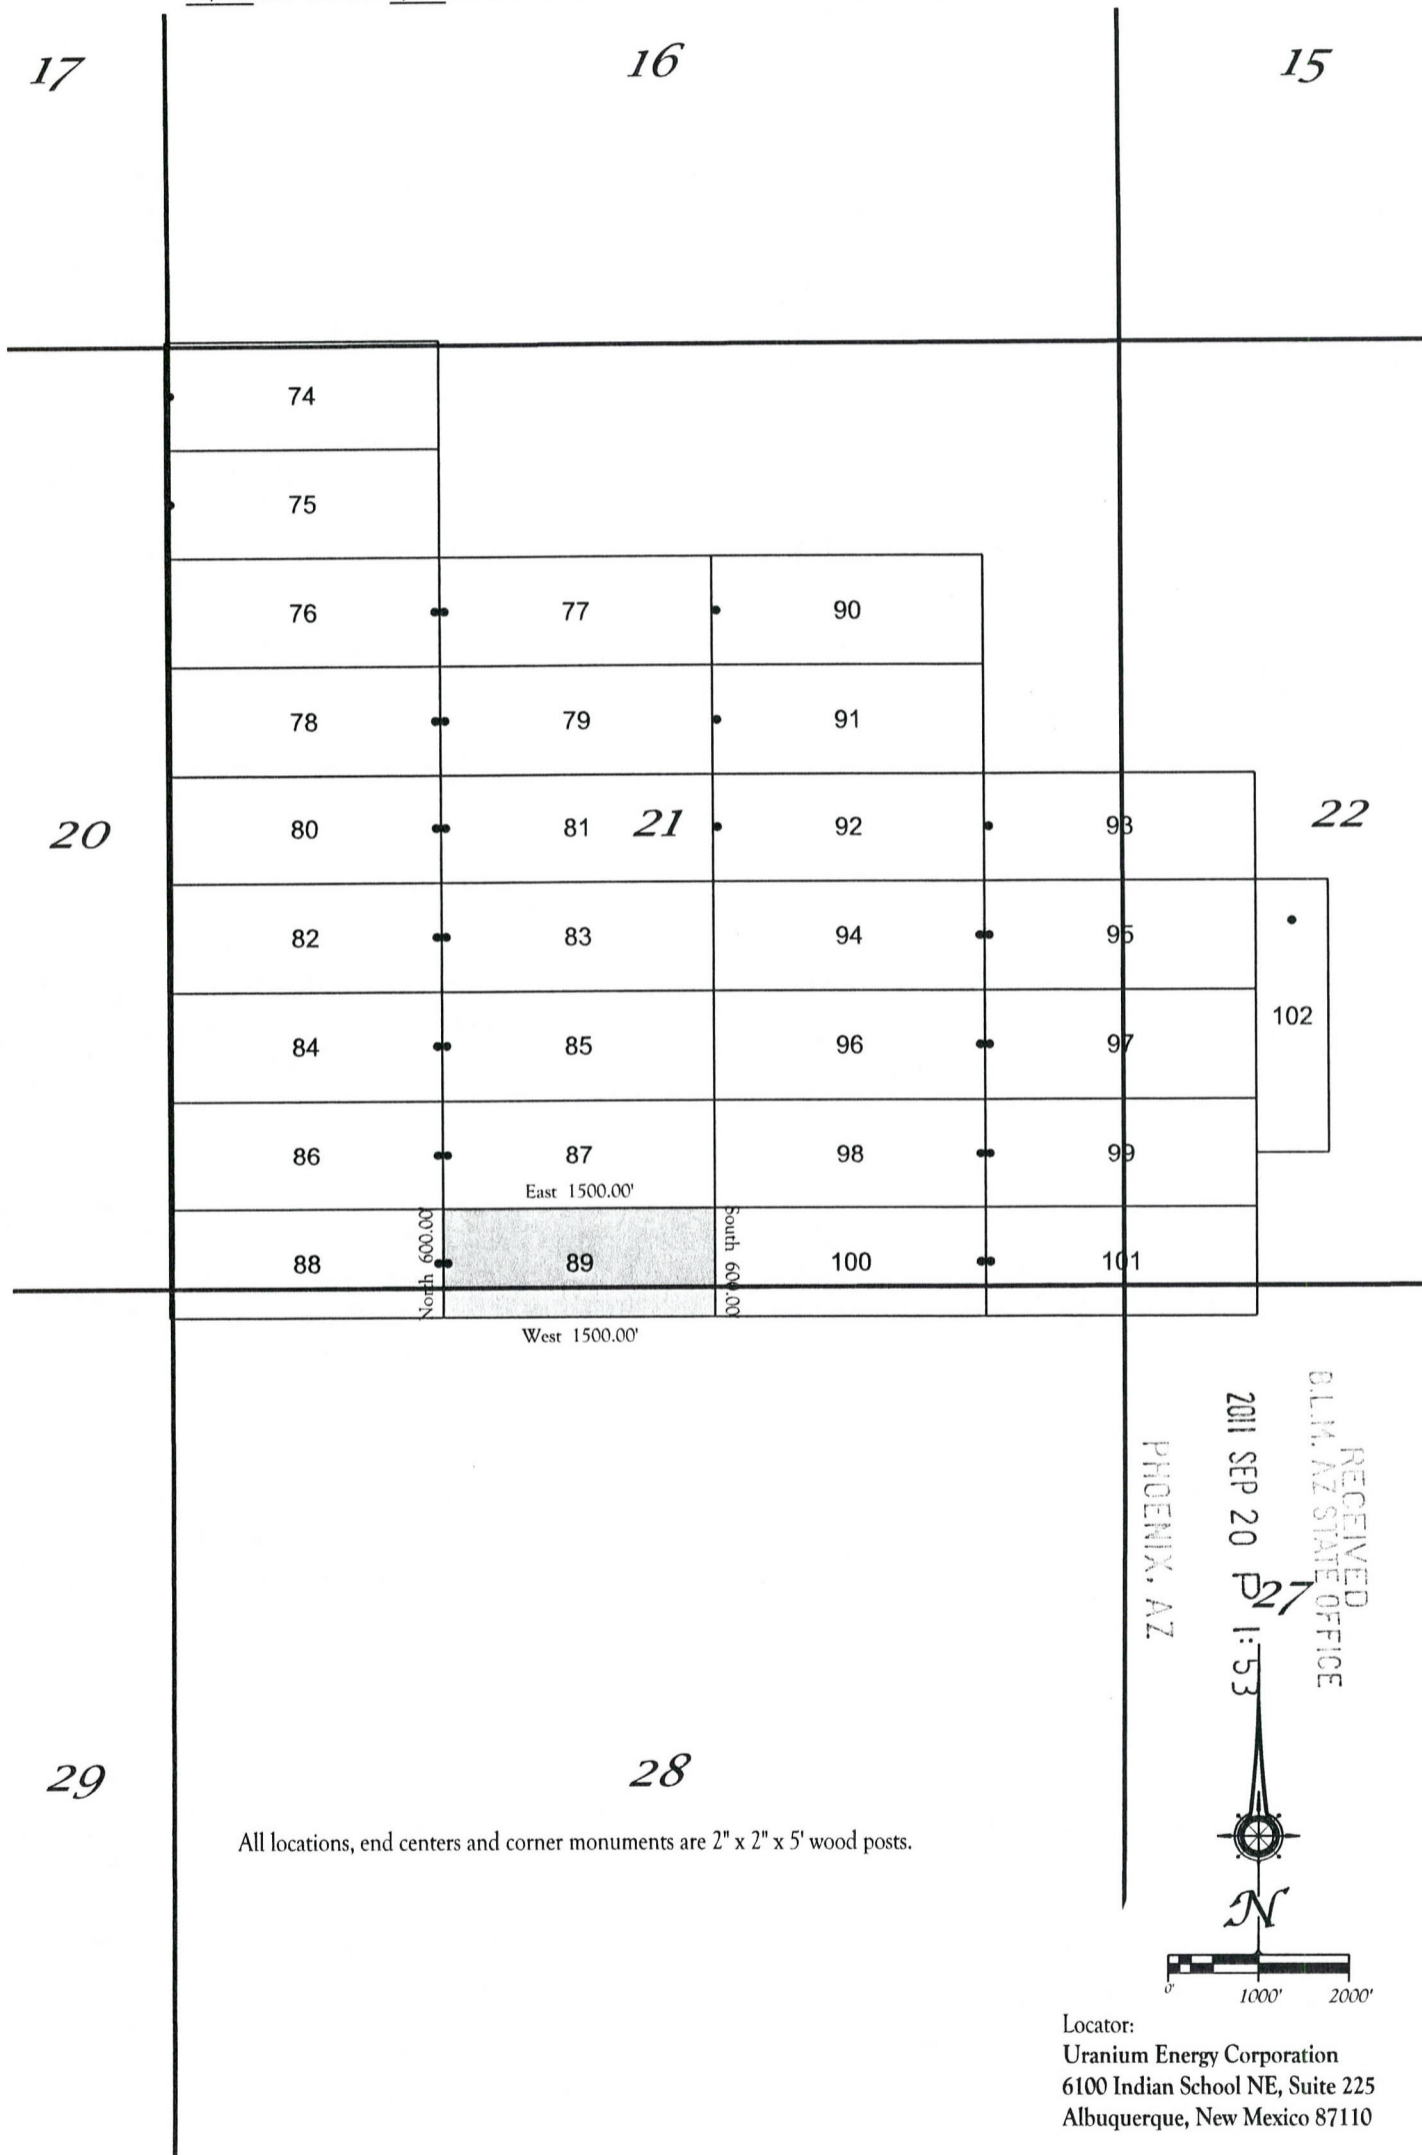 17
16
15
74
75
76
77
90
78
79
91
80
81
21
92
93
20
22
82
83
94
95
102
84
85
96
97
86
87
98
99
East 1500.00'
North 600.00'
South 600.00'
88
89
100
101
West 1500.00'
RECEIVED
B.L.M. AZ STATE OFFICE
2011 SEP 20 P 1:53
PHOENIX, AZ
27
29
28
All locations, end centers and corner monuments are 2" x 2" x 5' wood posts.
N
0'
1000'
2000'
Locator:
Uranium Energy Corporation
6100 Indian School NE, Suite 225
Albuquerque, New Mexico 87110